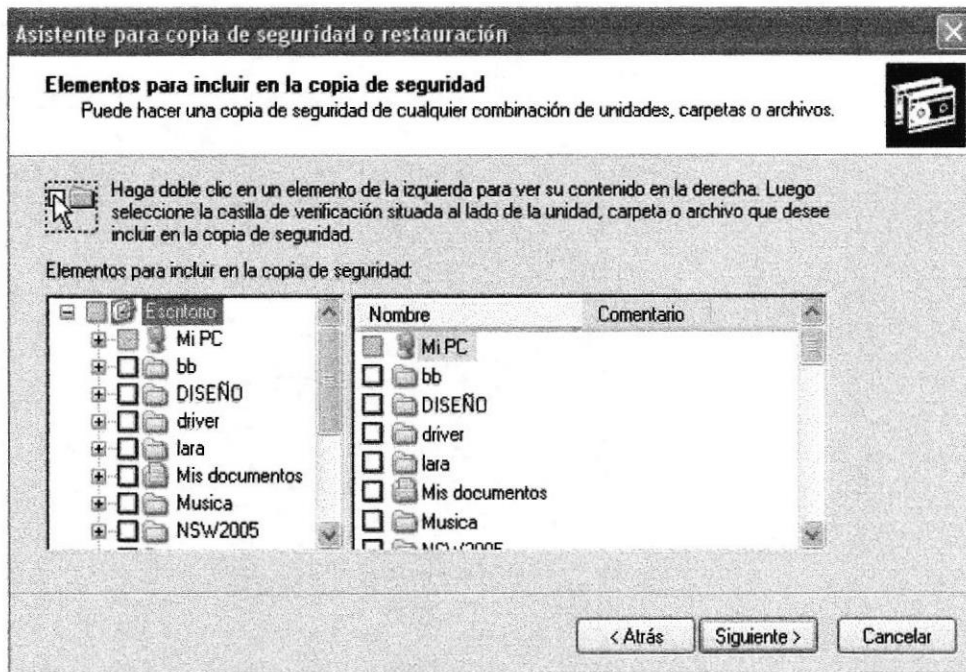 Asistente para copia de seguridad o restauración
Elementos para incluir en la copia de seguridad
Puede hacer una copia de seguridad de cualquier combinación de unidades, carpetas o archivos.
Haga doble clic en un elemento de la izquierda para ver su contenido en la derecha. Luego
seleccione la casilla de verificación situada al lado de la unidad, carpeta o archivo que desee
incluir en la copia de seguridad.
Elementos para incluir en la copia de seguridad:
Escritorio
Mi PC
bb
DISEÑO
driver
lara
Mis documentos
Musica
NSW2005
Nombre Comentario
Mi PC
bb
DISEÑO
driver
lara
Mis documentos
Musica
NSW2005
< Atrás Siguiente > Cancelar